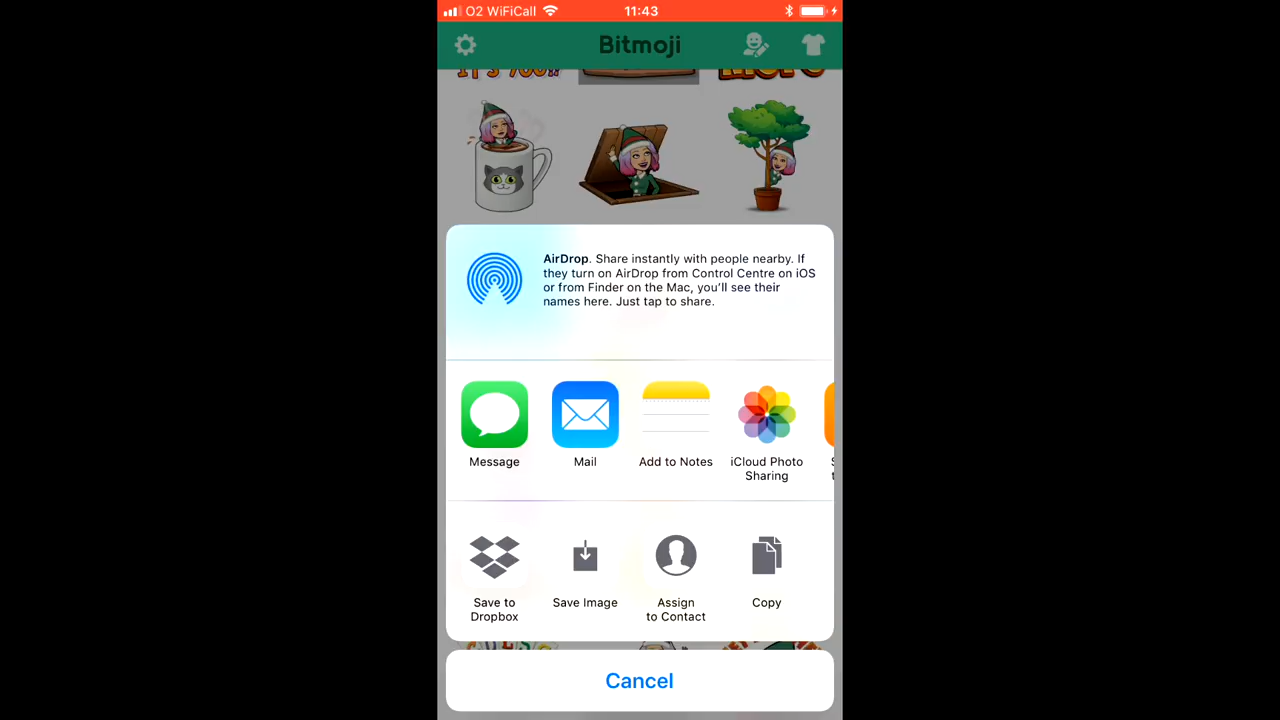 O2 WiFiCall 11:43
Bitmoji
IT'S YOU!!
AirDrop. Share instantly with people nearby. If
they turn on AirDrop from Control Centre on iOS
or from Finder on the Mac, you'll see their
names here. Just tap to share.
Message Mail Add to Notes iCloud Photo
Sharing
Save to Save Image Assign Copy
Dropbox to Contact
Cancel